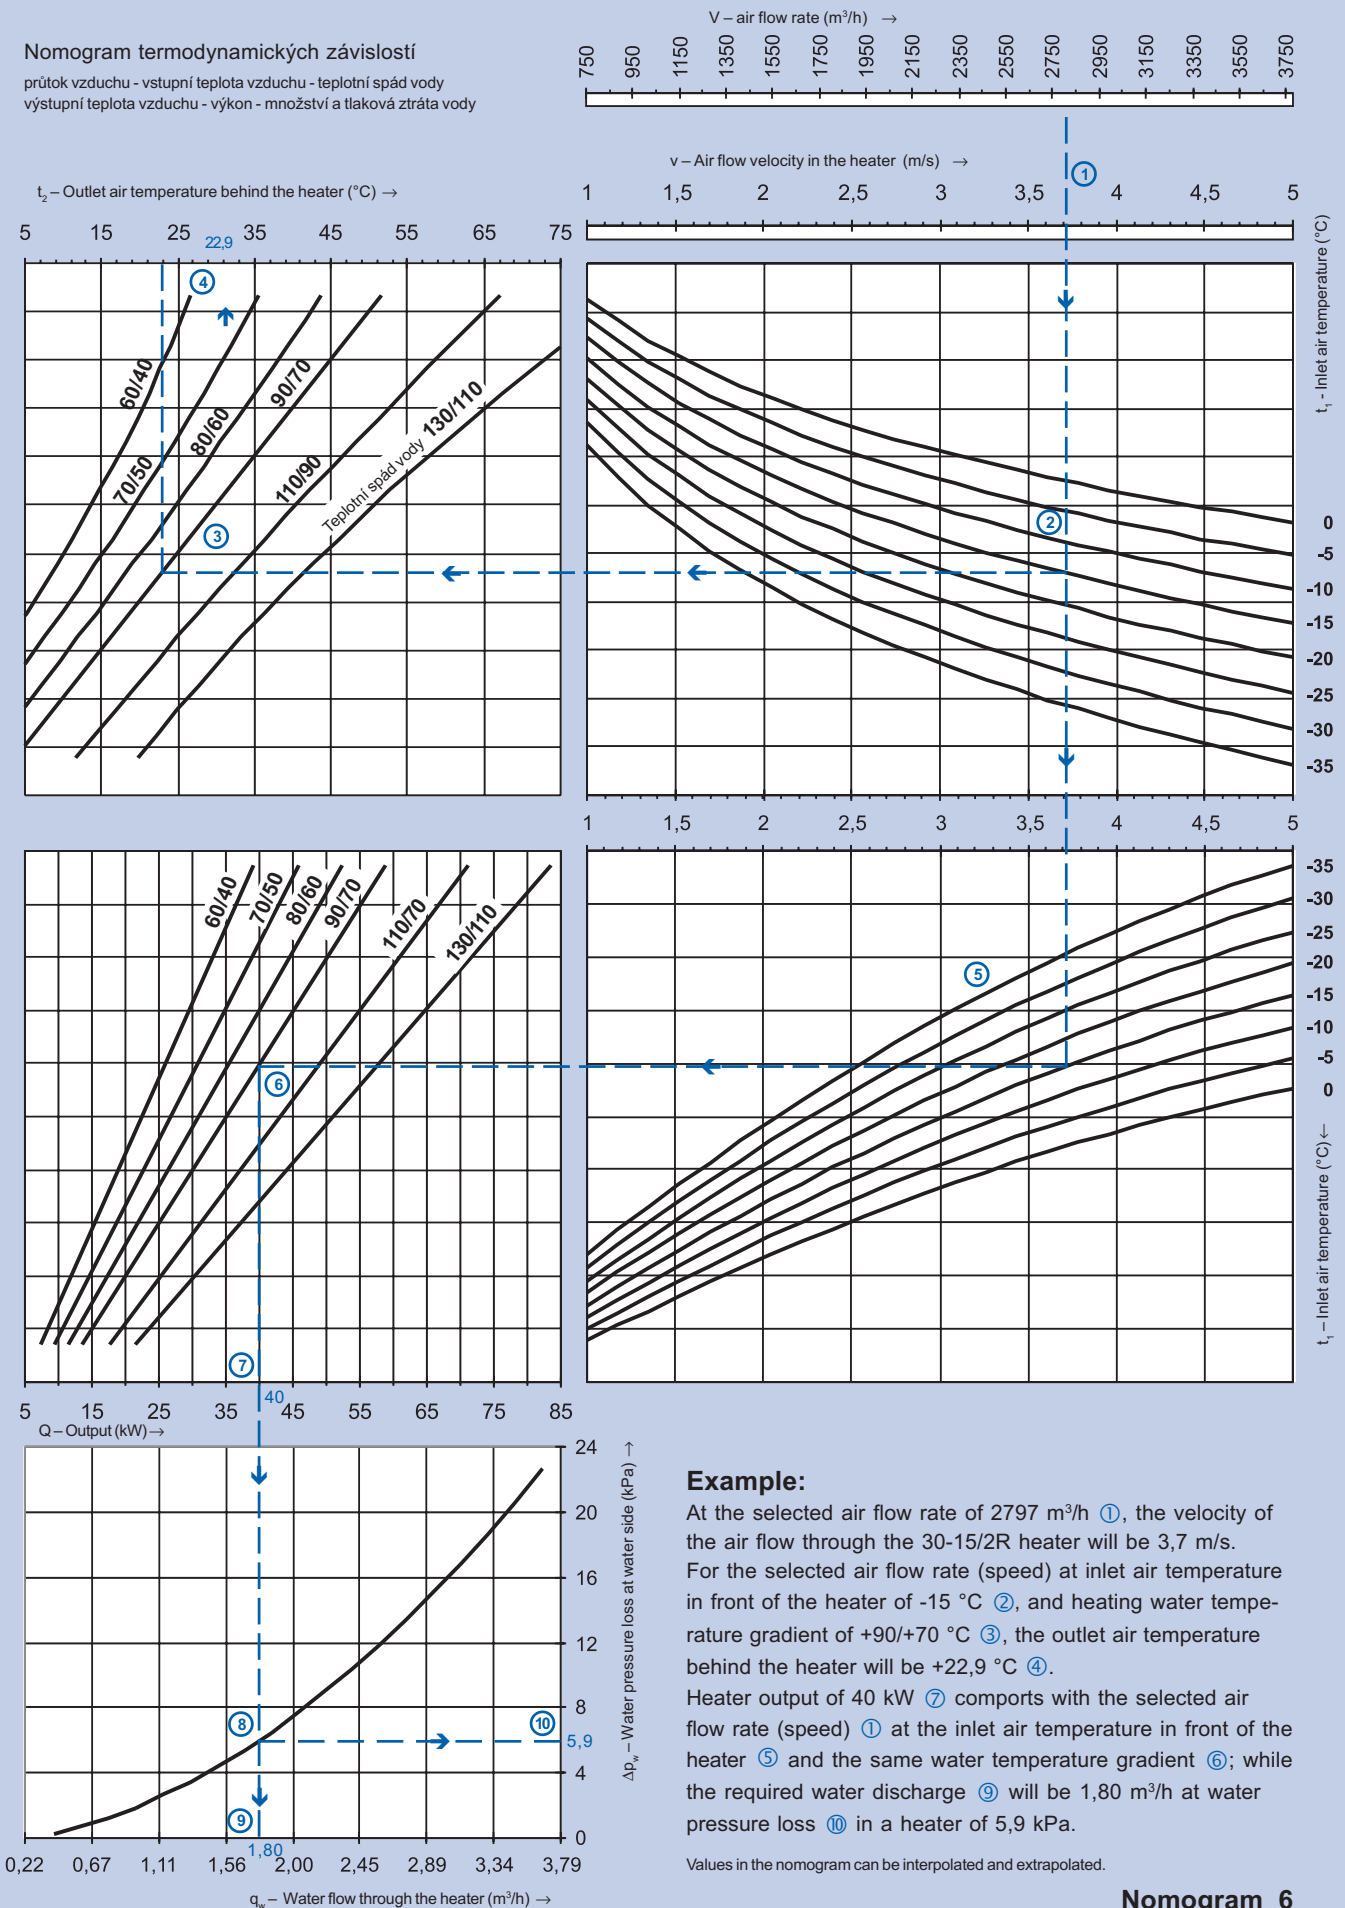 Nomogram termodynamických závislostí
průtok vzduchu - vstupní teplota vzduchu - teplotní spád vody
výstupní teplota vzduchu - výkon - množství a tlaková ztráta vody
V – air flow rate (m³/h) →
750 950 1150 1350 1550 1750 1950 2150 2350 2550 2750 2950 3150 3350 3550 3750
v – Air flow velocity in the heater (m/s) →
①
1 1,5 2 2,5 3 3,5 4 4,5 5
t₂ – Outlet air temperature behind the heater (°C) →
5 15 25 35 45 55 65 75
22,9
④
60/40
70/50
80/60
90/70
110/90
Teplotní spád vody 130/110
③
②
t₁ - Inlet air temperature (°C)
0
-5
-10
-15
-20
-25
-30
-35
1 1,5 2 2,5 3 3,5 4 4,5 5
60/40
70/50
80/60
90/70
110/70
130/110
⑤
⑥
⑦
-35
-30
-25
-20
-15
-10
-5
0
t₁ – Inlet air temperature (°C) ←
40
5 15 25 35 45 55 65 75 85
Q – Output (kW) →
24
20
16
12
8
5,9
4
0
Δp_w – Water pressure loss at water side (kPa) →
⑧
⑩
⑨
1,80
0,22 0,67 1,11 1,56 2,00 2,45 2,89 3,34 3,79
q_w – Water flow through the heater (m³/h) →
Example:
At the selected air flow rate of 2797 m³/h ①, the velocity of
the air flow through the 30-15/2R heater will be 3,7 m/s.
For the selected air flow rate (speed) at inlet air temperature
in front of the heater of -15 °C ②, and heating water tempe-
rature gradient of +90/+70 °C ③, the outlet air temperature
behind the heater will be +22,9 °C ④.
Heater output of 40 kW ⑦ comports with the selected air
flow rate (speed) ① at the inlet air temperature in front of the
heater ⑤ and the same water temperature gradient ⑥; while
the required water discharge ⑨ will be 1,80 m³/h at water
pressure loss ⑩ in a heater of 5,9 kPa.
Values in the nomogram can be interpolated and extrapolated.
Nomogram 6